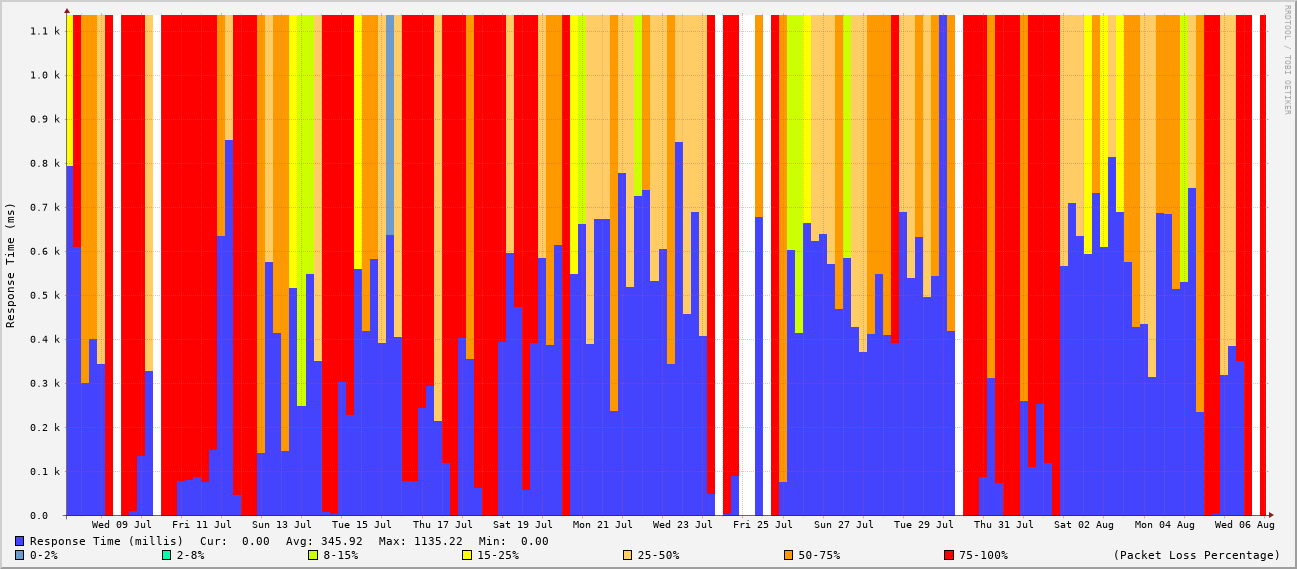 RRDTOOL / TOBI OETIKER
Response Time (ms)
1.1 k
1.0 k
0.9 k
0.8 k
0.7 k
0.6 k
0.5 k
0.4 k
0.3 k
0.2 k
0.1 k
0.0
Wed 09 Jul Fri 11 Jul Sun 13 Jul Tue 15 Jul Thu 17 Jul Sat 19 Jul Mon 21 Jul Wed 23 Jul Fri 25 Jul Sun 27 Jul Tue 29 Jul Thu 31 Jul Sat 02 Aug Mon 04 Aug Wed 06 Aug
Response Time (millis) Cur: 0.00 Avg: 345.92 Max: 1135.22 Min: 0.00
0-2% 2-8% 8-15% 15-25% 25-50% 50-75% 75-100% (Packet Loss Percentage)